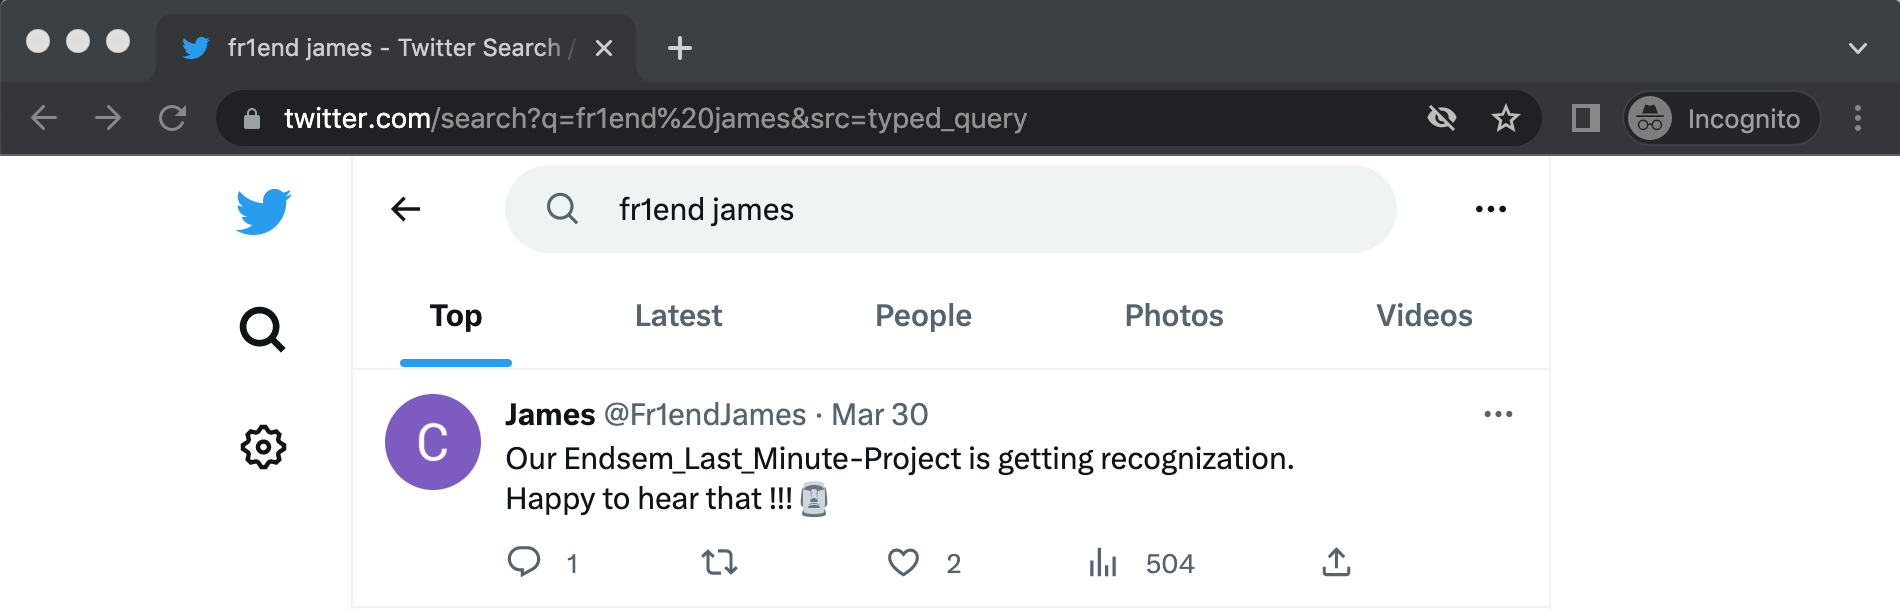 fr1end james - Twitter Search /
twitter.com/search?q=fr1end%20james&src=typed_query
Incognito
fr1end james
Top Latest People Photos Videos
C
James @Fr1endJames · Mar 30
Our Endsem_Last_Minute-Project is getting recognization.
Happy to hear that !!! 🗿
1 2 504